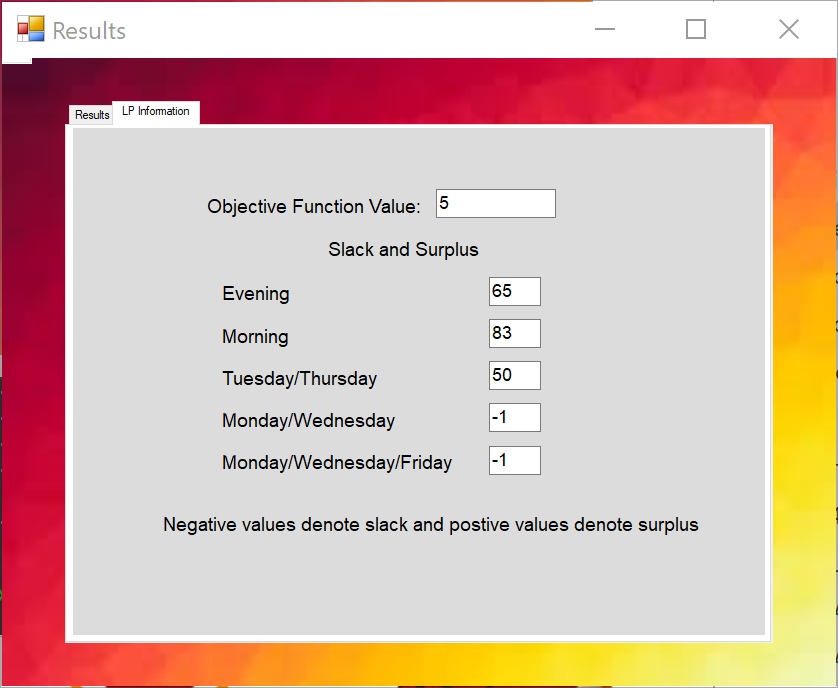 Results
Results LP Information
Objective Function Value: 5
Slack and Surplus
Evening 65
Morning 83
Tuesday/Thursday 50
Monday/Wednesday -1
Monday/Wednesday/Friday -1
Negative values denote slack and postive values denote surplus